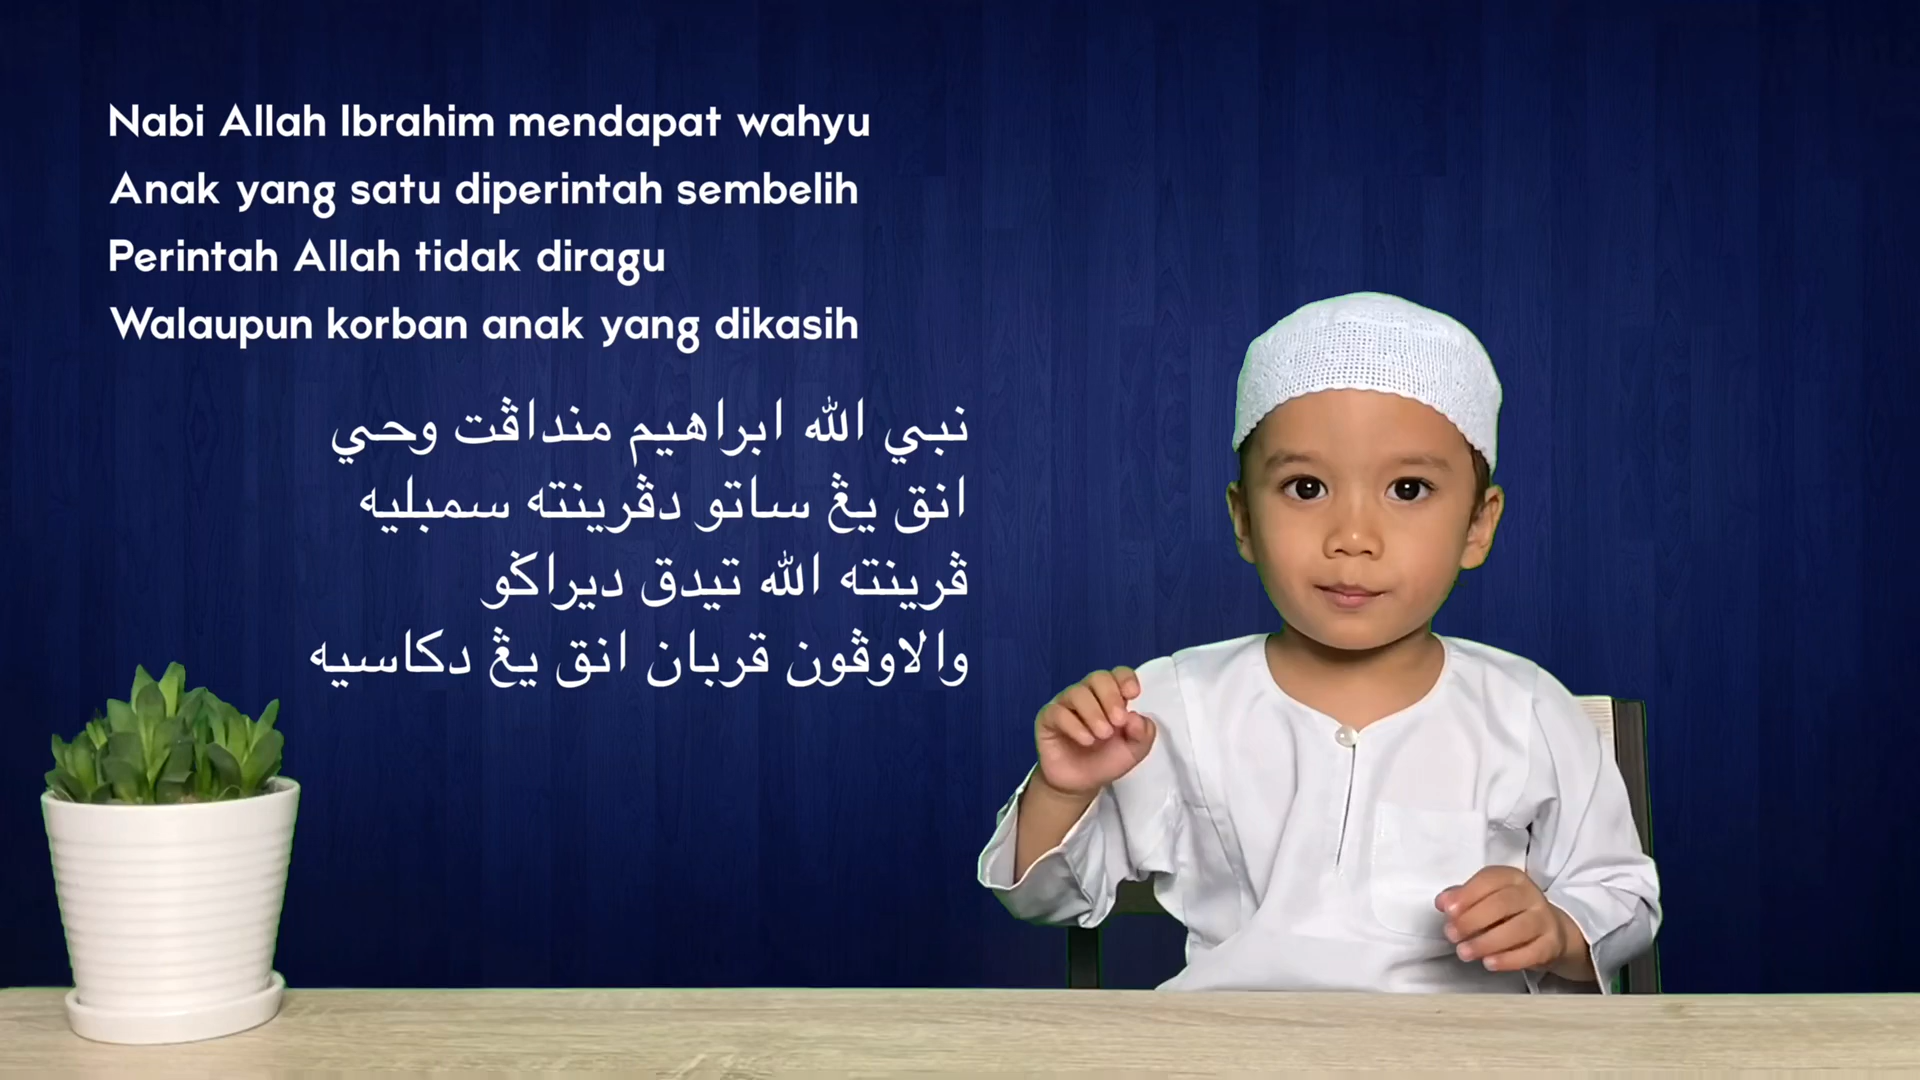 Nabi Allah Ibrahim mendapat wahyu
Anak yang satu diperintah sembelih
Perintah Allah tidak diragu
Walaupun korban anak yang dikasih
نبي الله ابراهيم منداڤت وحي
انق يڠ ساتو دڤرينته سمبليه
ڤرينته الله تيدق ديراݢو
والاوڤون قربان انق يڠ دكاسيه